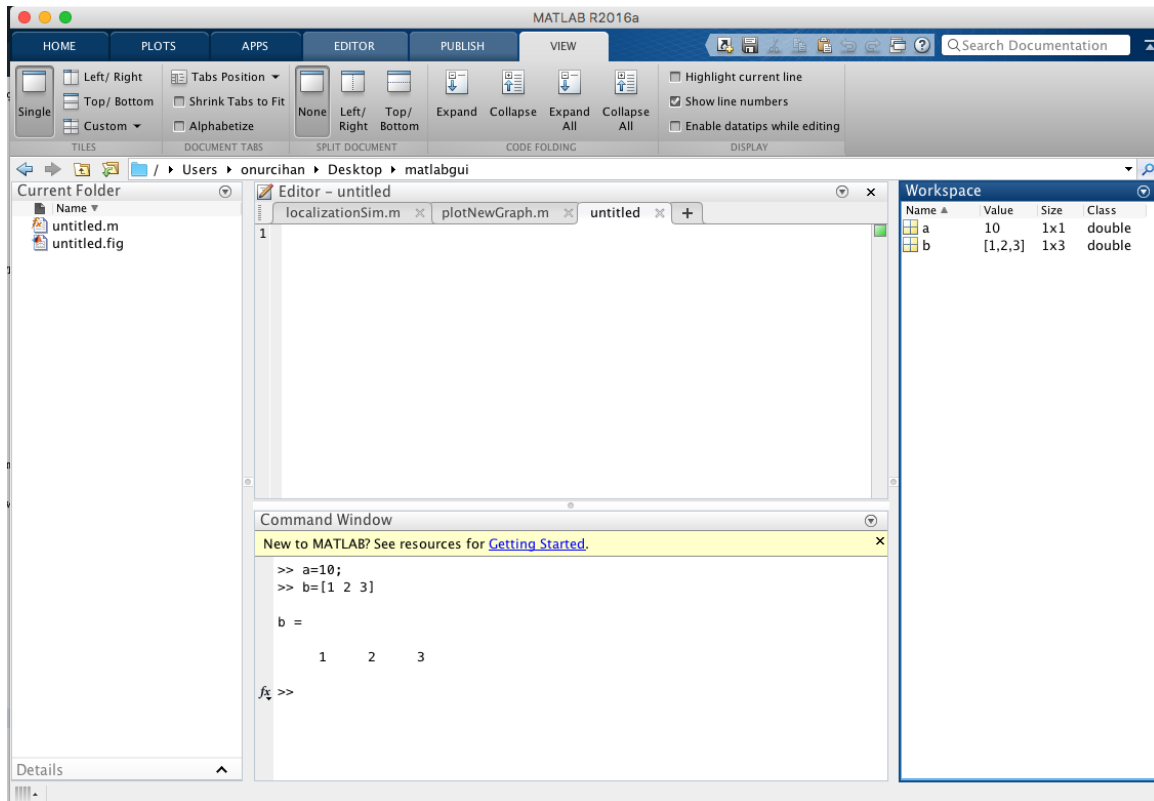 MATLAB R2016a
HOME PLOTS APPS EDITOR PUBLISH VIEW Search Documentation
Single
Left/ Right
Top/ Bottom
Custom
TILES
Tabs Position
Shrink Tabs to Fit
Alphabetize
DOCUMENT TABS
None
Left/ Right
Top/ Bottom
SPLIT DOCUMENT
Expand
Collapse
Expand All
Collapse All
CODE FOLDING
Highlight current line
Show line numbers
Enable datatips while editing
DISPLAY
/ Users onurcihan Desktop matlabgui
Current Folder
Name
untitled.m
untitled.fig
Details
Editor – untitled
localizationSim.m plotNewGraph.m untitled +
1
Command Window
New to MATLAB? See resources for Getting Started.
>> a=10;
>> b=[1 2 3]
b =
1 2 3
fx >>
Workspace
Name Value Size Class
a 10 1x1 double
b [1,2,3] 1x3 double